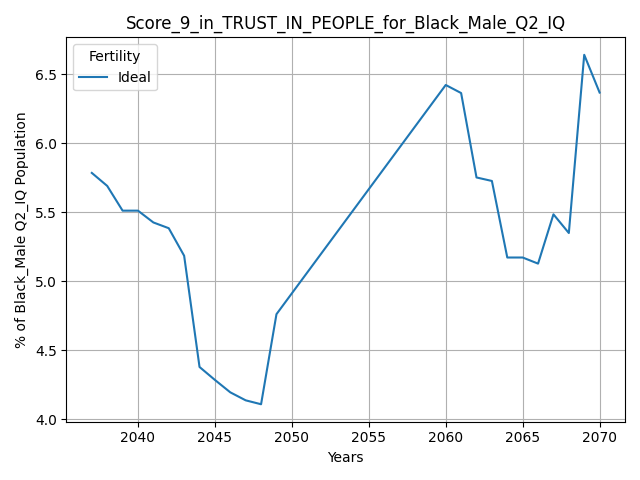 Score_9_in_TRUST_IN_PEOPLE_for_Black_Male_Q2_IQ
Fertility
Ideal
% of Black_Male Q2_IQ Population
6.5
6.0
5.5
5.0
4.5
4.0
2040 2045 2050 2055 2060 2065 2070
Years